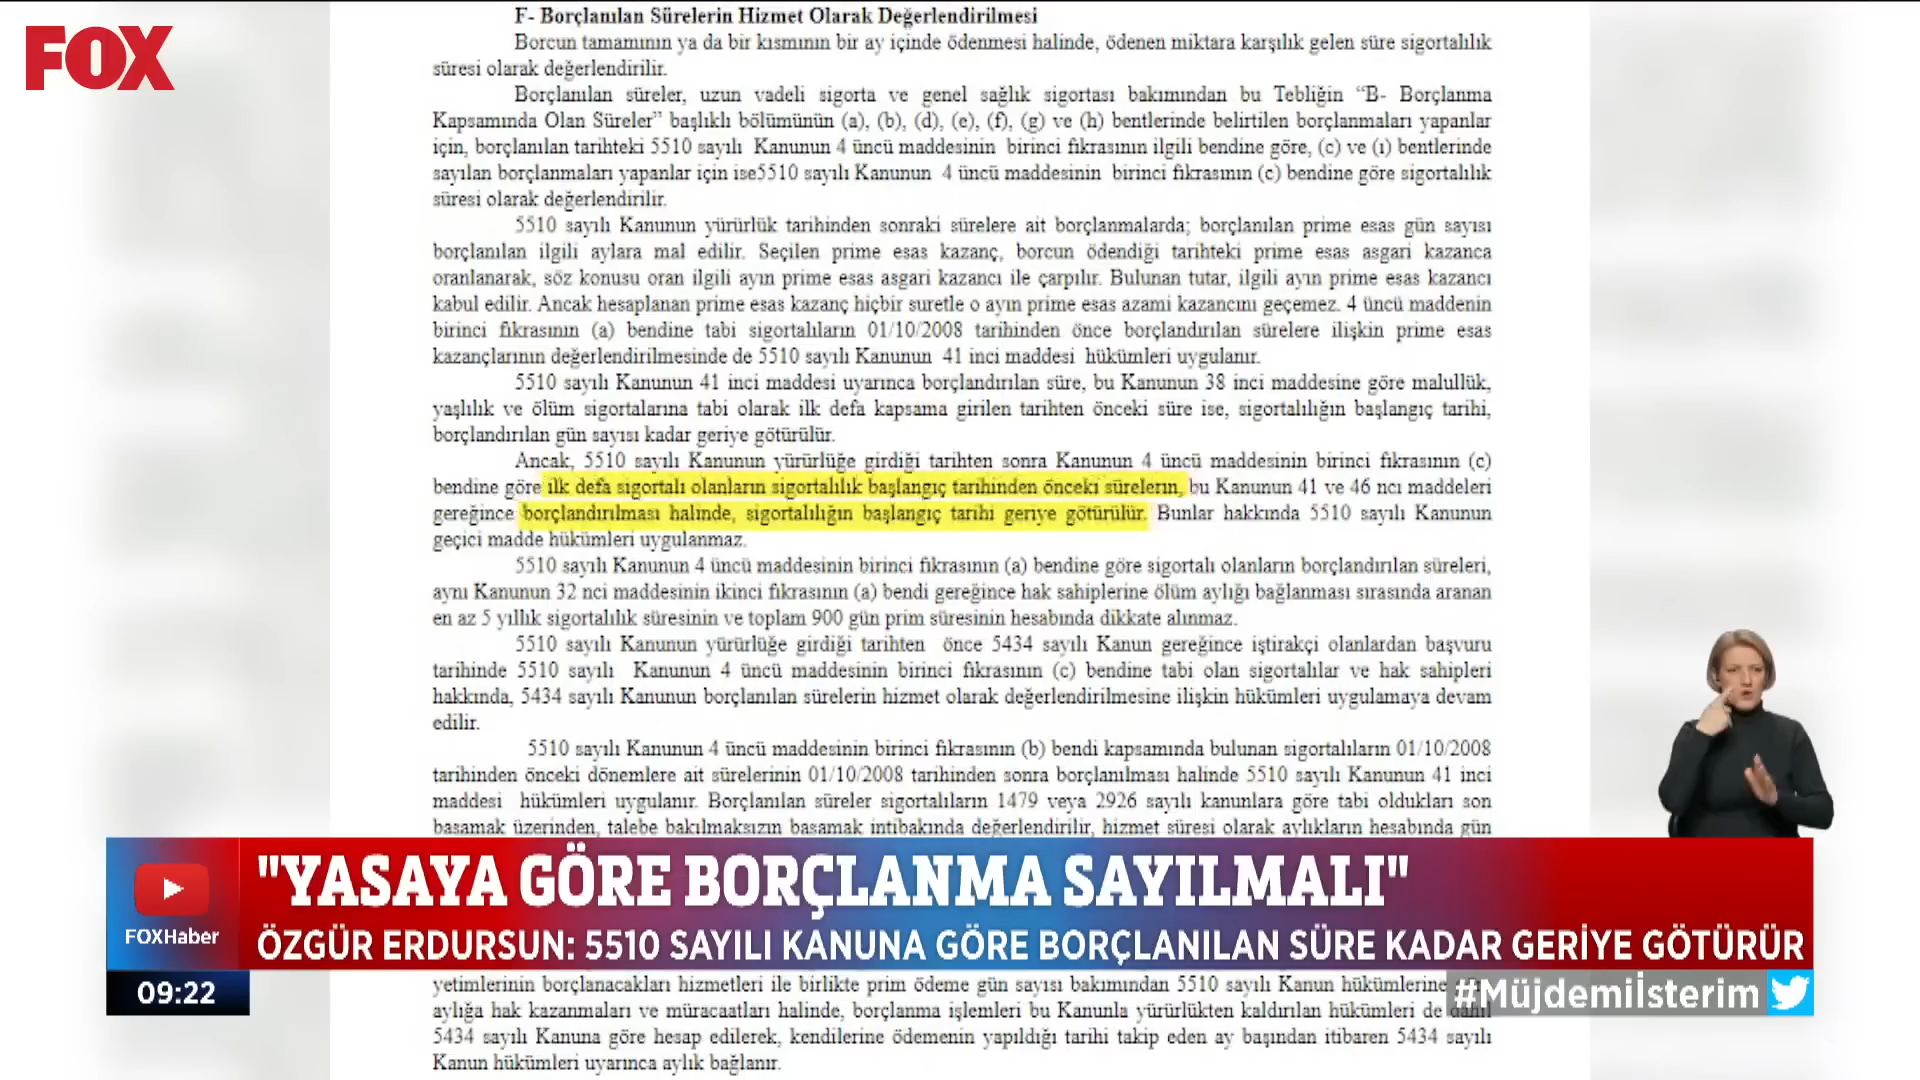 FOX
F- Borçlanılan Sürelerin Hizmet Olarak Değerlendirilmesi
Borcun tamamının ya da bir kısmının bir ay içinde ödenmesi halinde, ödenen miktara karşılık gelen süre sigortalılık
süresi olarak değerlendirilir.
Borçlanılan süreler, uzun vadeli sigorta ve genel sağlık sigortası bakımından bu Tebliğin “B- Borçlanma
Kapsamında Olan Süreler” başlıklı bölümünün (a), (b), (d), (e), (f), (g) ve (h) bentlerinde belirtilen borçlanmaları yapanlar
için, borçlanılan tarihteki 5510 sayılı Kanunun 4 üncü maddesinin birinci fıkrasının ilgili bendine göre, (c) ve (ı) bentlerinde
sayılan borçlanmaları yapanlar için ise5510 sayılı Kanunun 4 üncü maddesinin birinci fıkrasının (c) bendine göre sigortalılık
süresi olarak değerlendirilir.
5510 sayılı Kanunun yürürlük tarihinden sonraki sürelere ait borçlanmalarda; borçlanılan prime esas gün sayısı
borçlanılan ilgili aylara mal edilir. Seçilen prime esas kazanç, borcun ödendiği tarihteki prime esas asgari kazanca
oranlanarak, söz konusu oran ilgili ayın prime esas asgari kazancı ile çarpılır. Bulunan tutar, ilgili ayın prime esas kazancı
kabul edilir. Ancak hesaplanan prime esas kazanç hiçbir suretle o ayın prime esas azami kazancını geçemez. 4 üncü maddenin
birinci fıkrasının (a) bendine tabi sigortalıların 01/10/2008 tarihinden önce borçlandırılan sürelere ilişkin prime esas
kazançlarının değerlendirilmesinde de 5510 sayılı Kanunun 41 inci maddesi hükümleri uygulanır.
5510 sayılı Kanunun 41 inci maddesi uyarınca borçlandırılan süre, bu Kanunun 38 inci maddesine göre malullük,
yaşlılık ve ölüm sigortalarına tabi olarak ilk defa kapsama girilen tarihten önceki süre ise, sigortalılığın başlangıç tarihi,
borçlandırılan gün sayısı kadar geriye götürülür.
Ancak, 5510 sayılı Kanunun yürürlüğe girdiği tarihten sonra Kanunun 4 üncü maddesinin birinci fıkrasının (c)
bendine göre ilk defa sigortalı olanların sigortalılık başlangıç tarihinden önceki sürelerin, bu Kanunun 41 ve 46 ncı maddeleri
gereğince borçlandırılması halinde, sigortalılığın başlangıç tarihi geriye götürülür. Bunlar hakkında 5510 sayılı Kanunun
geçici madde hükümleri uygulanmaz.
5510 sayılı Kanunun 4 üncü maddesinin birinci fıkrasının (a) bendine göre sigortalı olanların borçlandırılan süreleri,
aynı Kanunun 32 nci maddesinin ikinci fıkrasının (a) bendi gereğince hak sahiplerine ölüm aylığı bağlanması sırasında aranan
en az 5 yıllık sigortalılık süresinin ve toplam 900 gün prim süresinin hesabında dikkate alınmaz.
5510 sayılı Kanunun yürürlüğe girdiği tarihten önce 5434 sayılı Kanun gereğince iştirakçi olanlardan başvuru
tarihinde 5510 sayılı Kanunun 4 üncü maddesinin birinci fıkrasının (c) bendine tabi olan sigortalılar ve hak sahipleri
hakkında, 5434 sayılı Kanunun borçlanılan sürelerin hizmet olarak değerlendirilmesine ilişkin hükümleri uygulamaya devam
edilir.
5510 sayılı Kanunun 4 üncü maddesinin birinci fıkrasının (b) bendi kapsamında bulunan sigortalıların 01/10/2008
tarihinden önceki dönemlere ait sürelerinin 01/10/2008 tarihinden sonra borçlanılması halinde 5510 sayılı Kanunun 41 inci
maddesi hükümleri uygulanır. Borçlanılan süreler sigortalıların 1479 veya 2926 sayılı kanunlara göre tabi oldukları son
basamak üzerinden, talebe bakılmaksızın basamak intibakında değerlendirilir, hizmet süresi olarak aylıkların hesabında gün
"YASAYA GÖRE BORÇLANMA SAYILMALI"
FOXHaber
ÖZGÜR ERDURSUN: 5510 SAYILI KANUNA GÖRE BORÇLANILAN SÜRE KADAR GERİYE GÖTÜRÜR
09:22
yetimlerinin borçlanacakları hizmetleri ile birlikte prim ödeme gün sayısı bakımından 5510 sayılı Kanun hükümlerine
#Müjdemiİsterim
aylığa hak kazanmaları ve müracaatları halinde, borçlanma işlemleri bu Kanunla yürürlükten kaldırılan hükümleri de dahil
5434 sayılı Kanuna göre hesap edilerek, kendilerine ödemenin yapıldığı tarihi takip eden ay başından itibaren 5434 sayılı
Kanun hükümleri uyarınca aylık bağlanır.